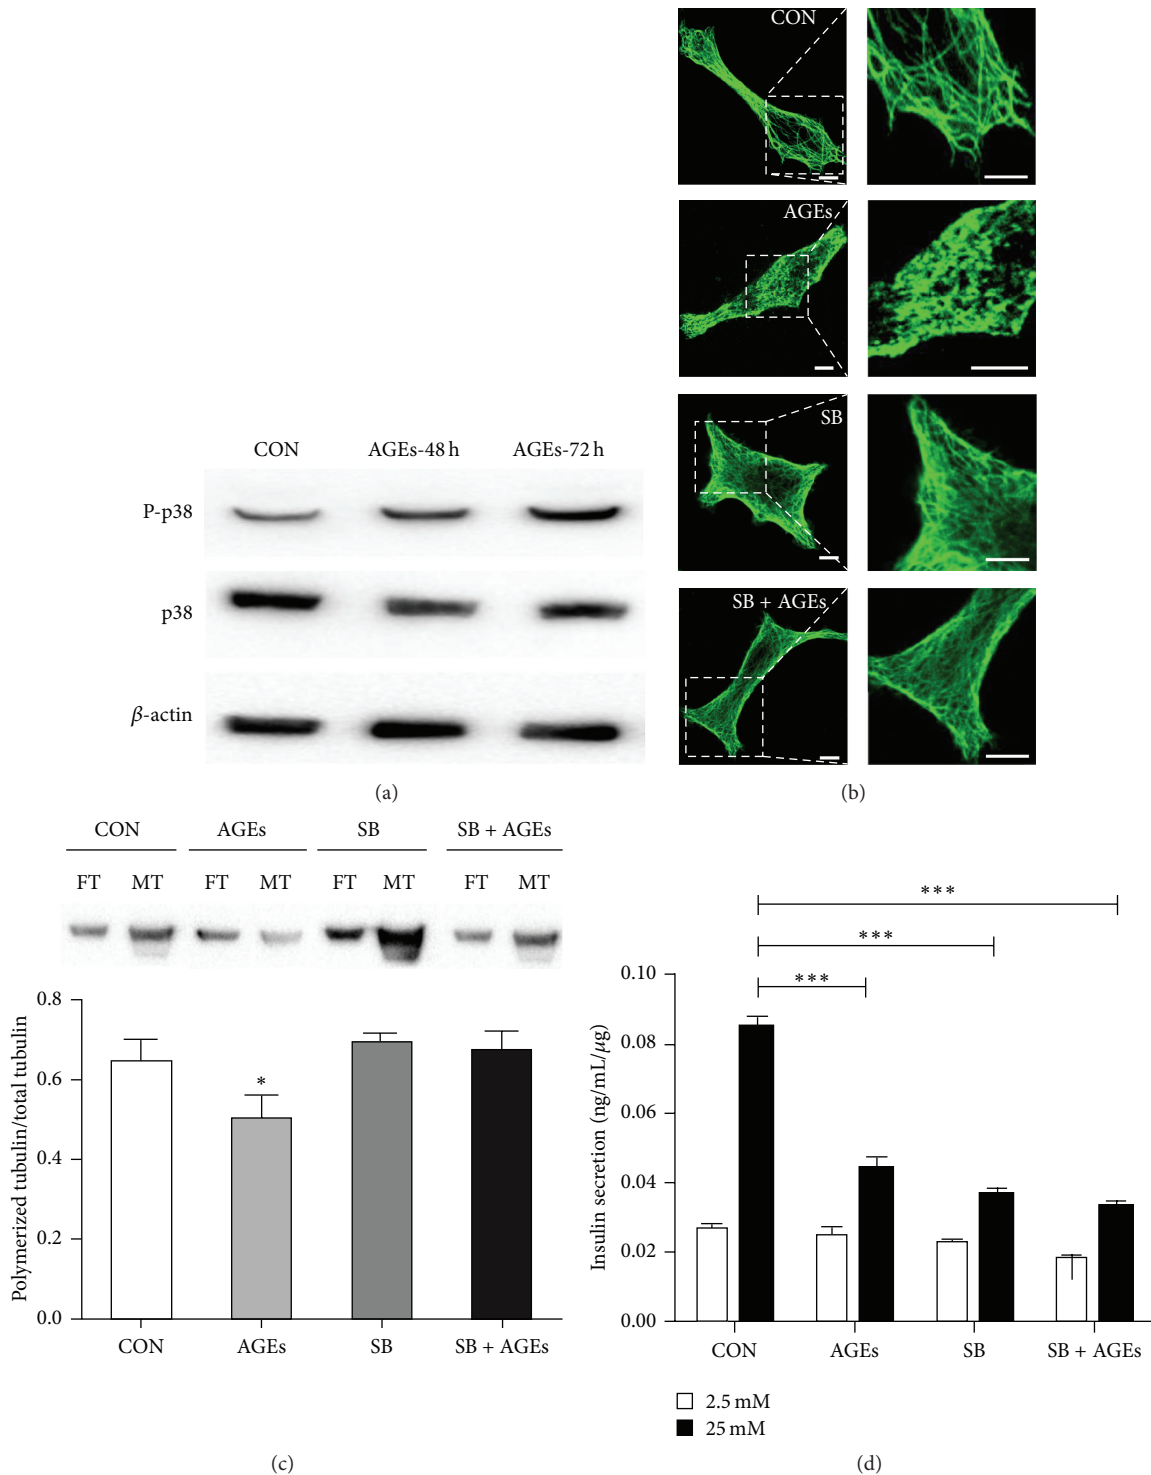 CON AGEs-48 h AGEs-72 h
P-p38
p38
β-actin
(a)
CON
AGEs
SB
SB + AGEs
(b)
CON AGEs SB SB + AGEs
FT MT FT MT FT MT FT MT
Polymerized tubulin/total tubulin
0.8
0.6
0.4
0.2
0.0
*
CON AGEs SB SB + AGEs
(c)
***
***
***
Insulin secretion (ng/mL/μg)
0.10
0.08
0.06
0.04
0.02
0.00
CON AGEs SB SB + AGEs
2.5 mM
25 mM
(d)